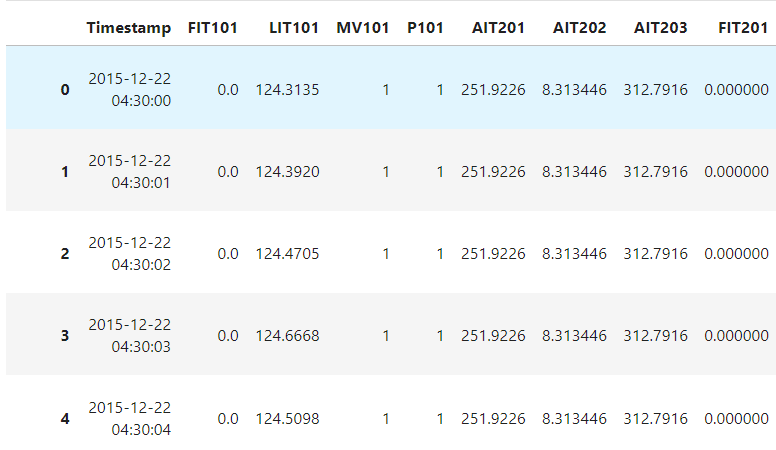 Timestamp FIT101 LIT101 MV101 P101 AIT201 AIT202 AIT203 FIT201
0 2015-12-22 04:30:00 0.0 124.3135 1 1 251.9226 8.313446 312.7916 0.000000
1 2015-12-22 04:30:01 0.0 124.3920 1 1 251.9226 8.313446 312.7916 0.000000
2 2015-12-22 04:30:02 0.0 124.4705 1 1 251.9226 8.313446 312.7916 0.000000
3 2015-12-22 04:30:03 0.0 124.6668 1 1 251.9226 8.313446 312.7916 0.000000
4 2015-12-22 04:30:04 0.0 124.5098 1 1 251.9226 8.313446 312.7916 0.000000